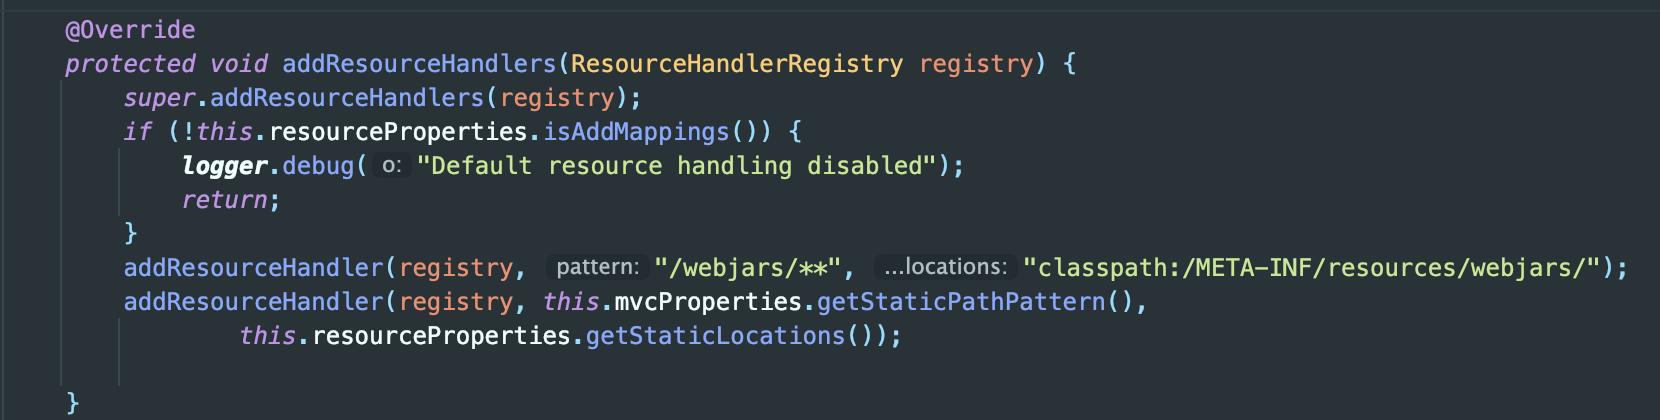 @Override
protected void addResourceHandlers(ResourceHandlerRegistry registry) {
super.addResourceHandlers(registry);
if (!this.resourceProperties.isAddMappings()) {
logger.debug( o: "Default resource handling disabled");
return;
}
addResourceHandler(registry, pattern: "/webjars/**", ...locations: "classpath:/META-INF/resources/webjars/");
addResourceHandler(registry, this.mvcProperties.getStaticPathPattern(),
this.resourceProperties.getStaticLocations());
}